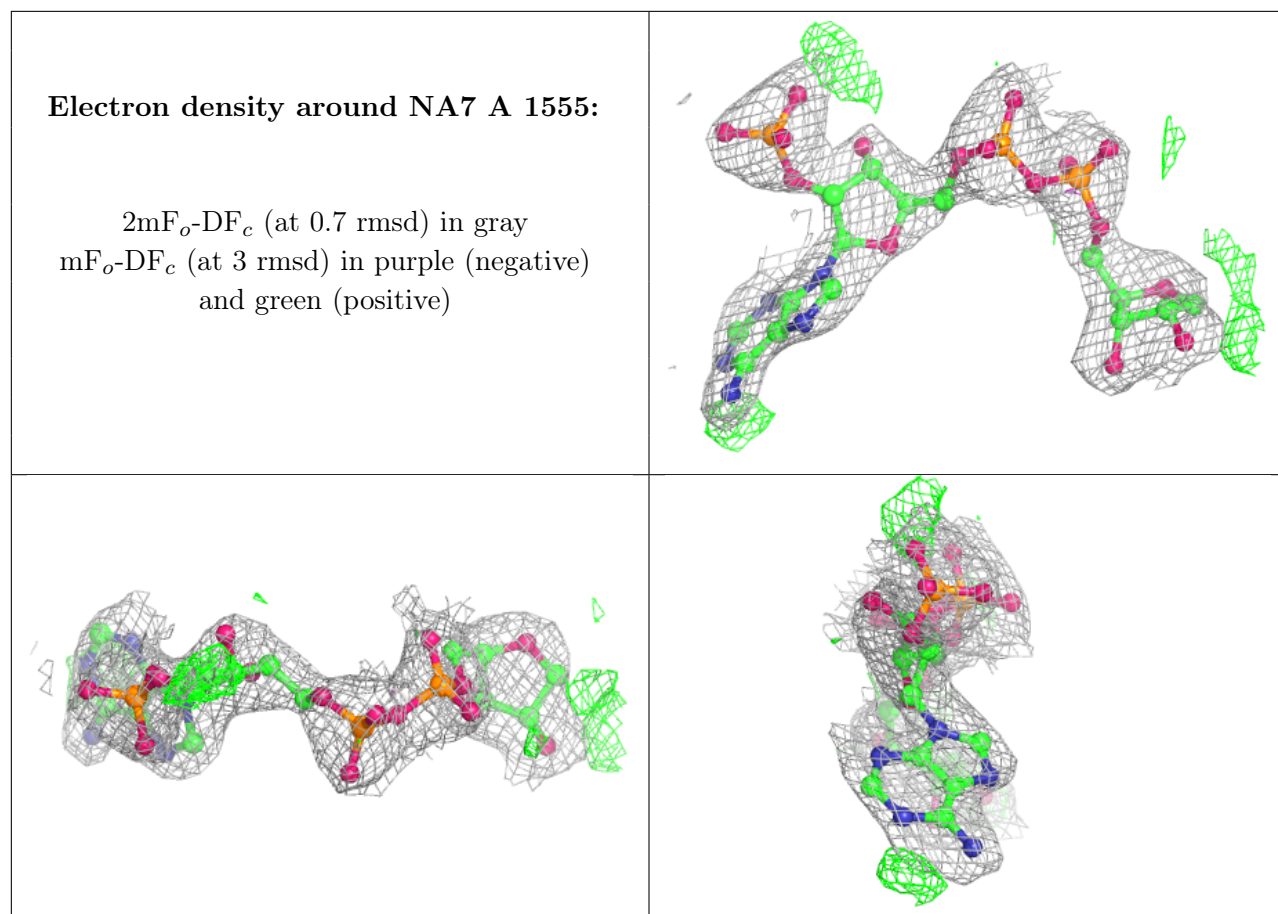 Electron density around NA7 A 1555:
2mFₒ-DF𝑐 (at 0.7 rmsd) in gray
mFₒ-DF𝑐 (at 3 rmsd) in purple (negative)
and green (positive)